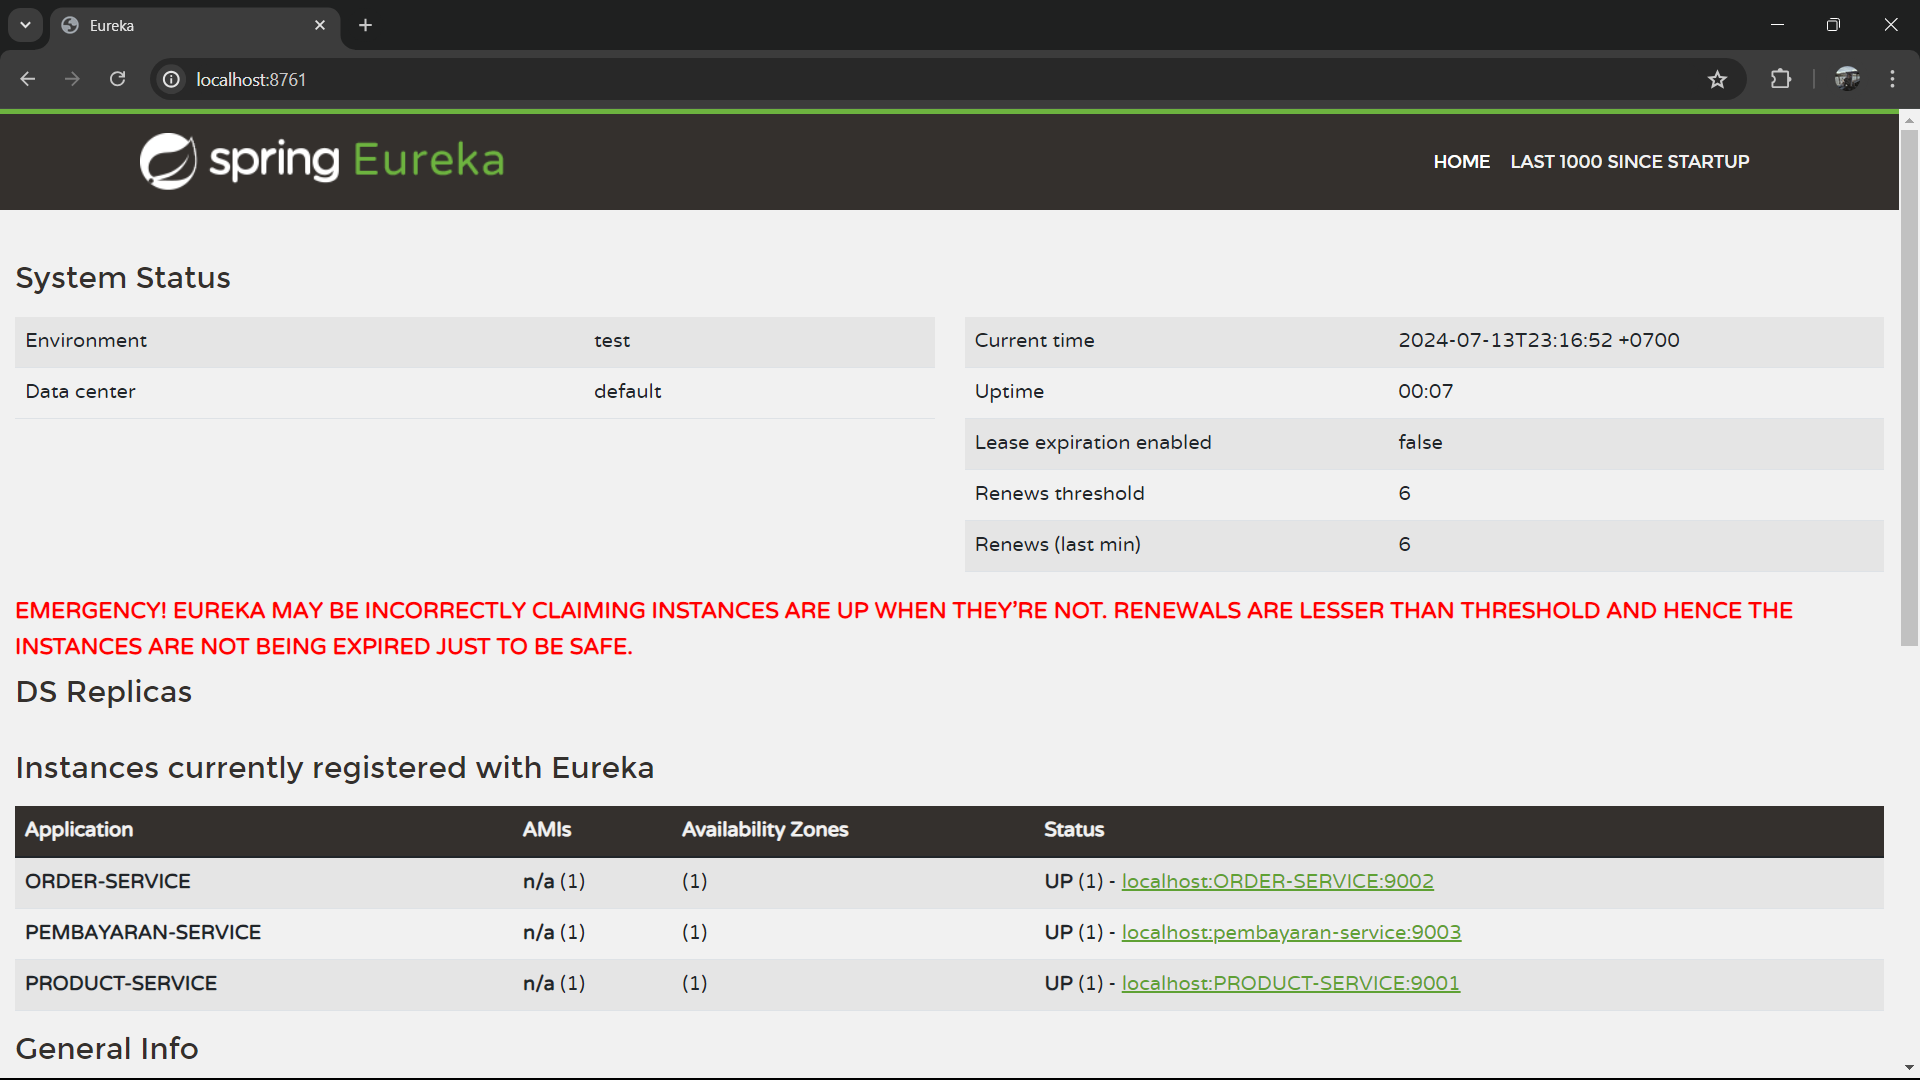 Eureka
localhost:8761
spring Eureka
HOME LAST 1000 SINCE STARTUP
System Status
Environment test
Data center default
Current time 2024-07-13T23:16:52 +0700
Uptime 00:07
Lease expiration enabled false
Renews threshold 6
Renews (last min) 6
EMERGENCY! EUREKA MAY BE INCORRECTLY CLAIMING INSTANCES ARE UP WHEN THEY'RE NOT. RENEWALS ARE LESSER THAN THRESHOLD AND HENCE THE
INSTANCES ARE NOT BEING EXPIRED JUST TO BE SAFE.
DS Replicas
Instances currently registered with Eureka
Application AMIs Availability Zones Status
ORDER-SERVICE n/a (1) (1) UP (1) - localhost:ORDER-SERVICE:9002
PEMBAYARAN-SERVICE n/a (1) (1) UP (1) - localhost:pembayaran-service:9003
PRODUCT-SERVICE n/a (1) (1) UP (1) - localhost:PRODUCT-SERVICE:9001
General Info